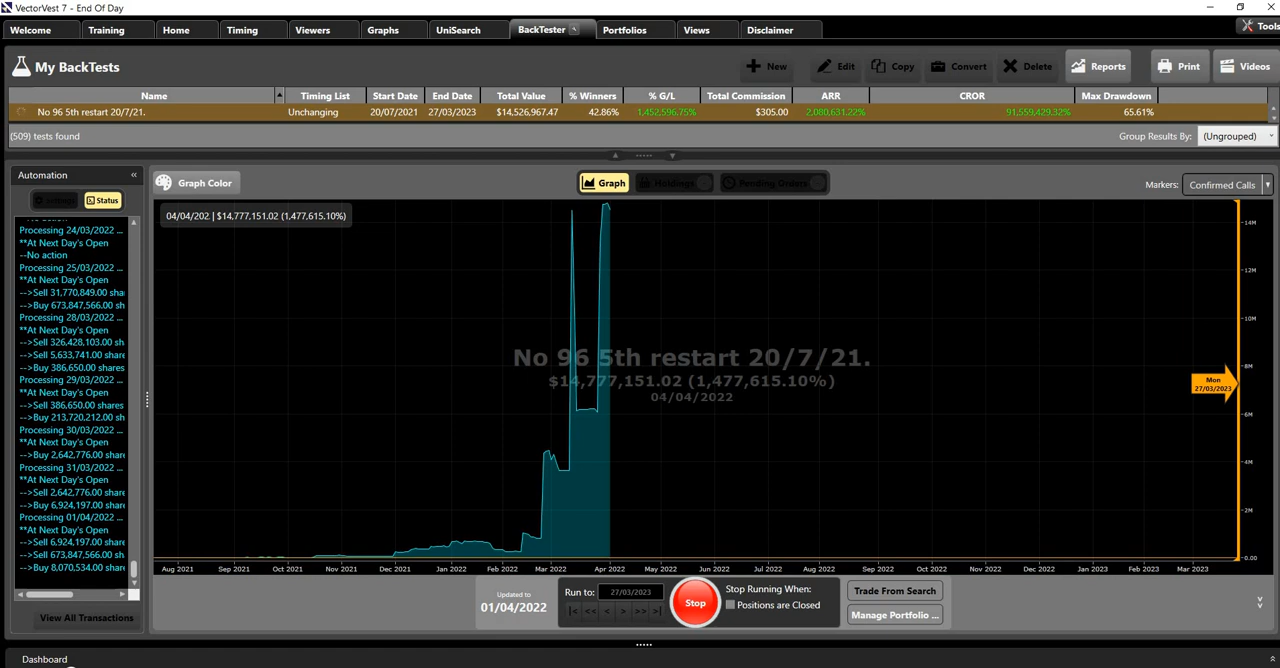 VectorVest 7 - End Of Day
Welcome Training Home Timing Viewers Graphs UniSearch BackTester Portfolios Views Disclaimer Tools
My BackTests
New Edit Copy Convert Delete Reports Print Videos
Name Timing List Start Date End Date Total Value % Winners % G/L Total Commission ARR CROR Max Drawdown
No 96 5th restart 20/7/21. Unchanging 20/07/2021 27/03/2023 $14,526,967.47 42.86% 1,452,596.75% $305.00 2,080,631.22% 91,559,429.32% 65.61%
(509) tests found Group Results By: (Ungrouped)
Automation «
Status
Graph Color
Graph Holdings Pending Orders
Markers: Confirmed Calls
Processing 24/03/2022 ...
**At Next Day's Open
--No action
Processing 25/03/2022 ...
**At Next Day's Open
-->Sell 31,770,849.00 shar
-->Buy 673,847,566.00 sh
Processing 28/03/2022 ...
**At Next Day's Open
-->Sell 326,428,103.00 shar
-->Sell 5,633,741.00 shares
-->Buy 386,650.00 shares
Processing 29/03/2022 ...
**At Next Day's Open
-->Sell 386,650.00 shares
-->Buy 213,720,212.00 sh
Processing 30/03/2022 ...
**At Next Day's Open
-->Buy 2,642,776.00 share
Processing 31/03/2022 ...
**At Next Day's Open
-->Sell 2,642,776.00 share
-->Buy 6,924,197.00 share
Processing 01/04/2022 ...
**At Next Day's Open
-->Sell 6,924,197.00 share
-->Sell 673,847,566.00 sh
-->Buy 8,070,534.00 share
View All Transactions
04/04/202. | $14,777,151.02 (1,477,615.10%)
No 96 5th restart 20/7/21.
$14,777,151.02 (1,477,615.10%)
04/04/2022
14M
12M
10M
8M
6M
4M
2M
0.00
Mon
27/03/2023
Aug 2021 Sep 2021 Oct 2021 Nov 2021 Dec 2021 Jan 2022 Feb 2022 Mar 2022 Apr 2022 May 2022 Jun 2022 Jul 2022 Aug 2022 Sep 2022 Oct 2022 Nov 2022 Dec 2022 Jan 2023 Feb 2023 Mar 2023
Updated to
01/04/2022
Run to: 27/03/2023
|< << < > >> >|
Stop
Stop Running When:
Positions are Closed
Trade From Search
Manage Portfolio ...
Dashboard